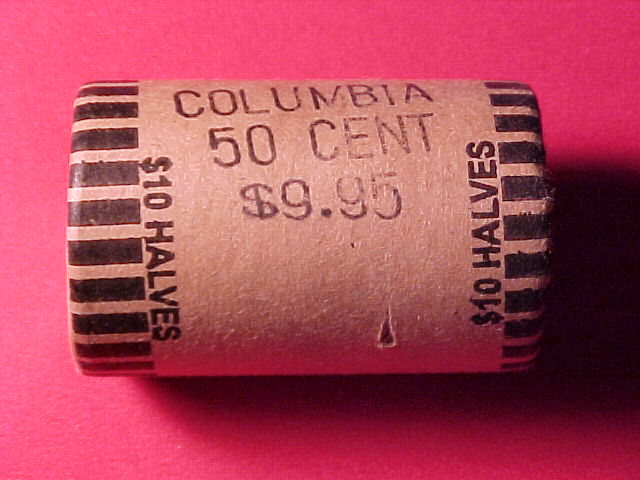 COLUMBIA
50 CENT
$9.95
$10 HALVES
$10 HALVES